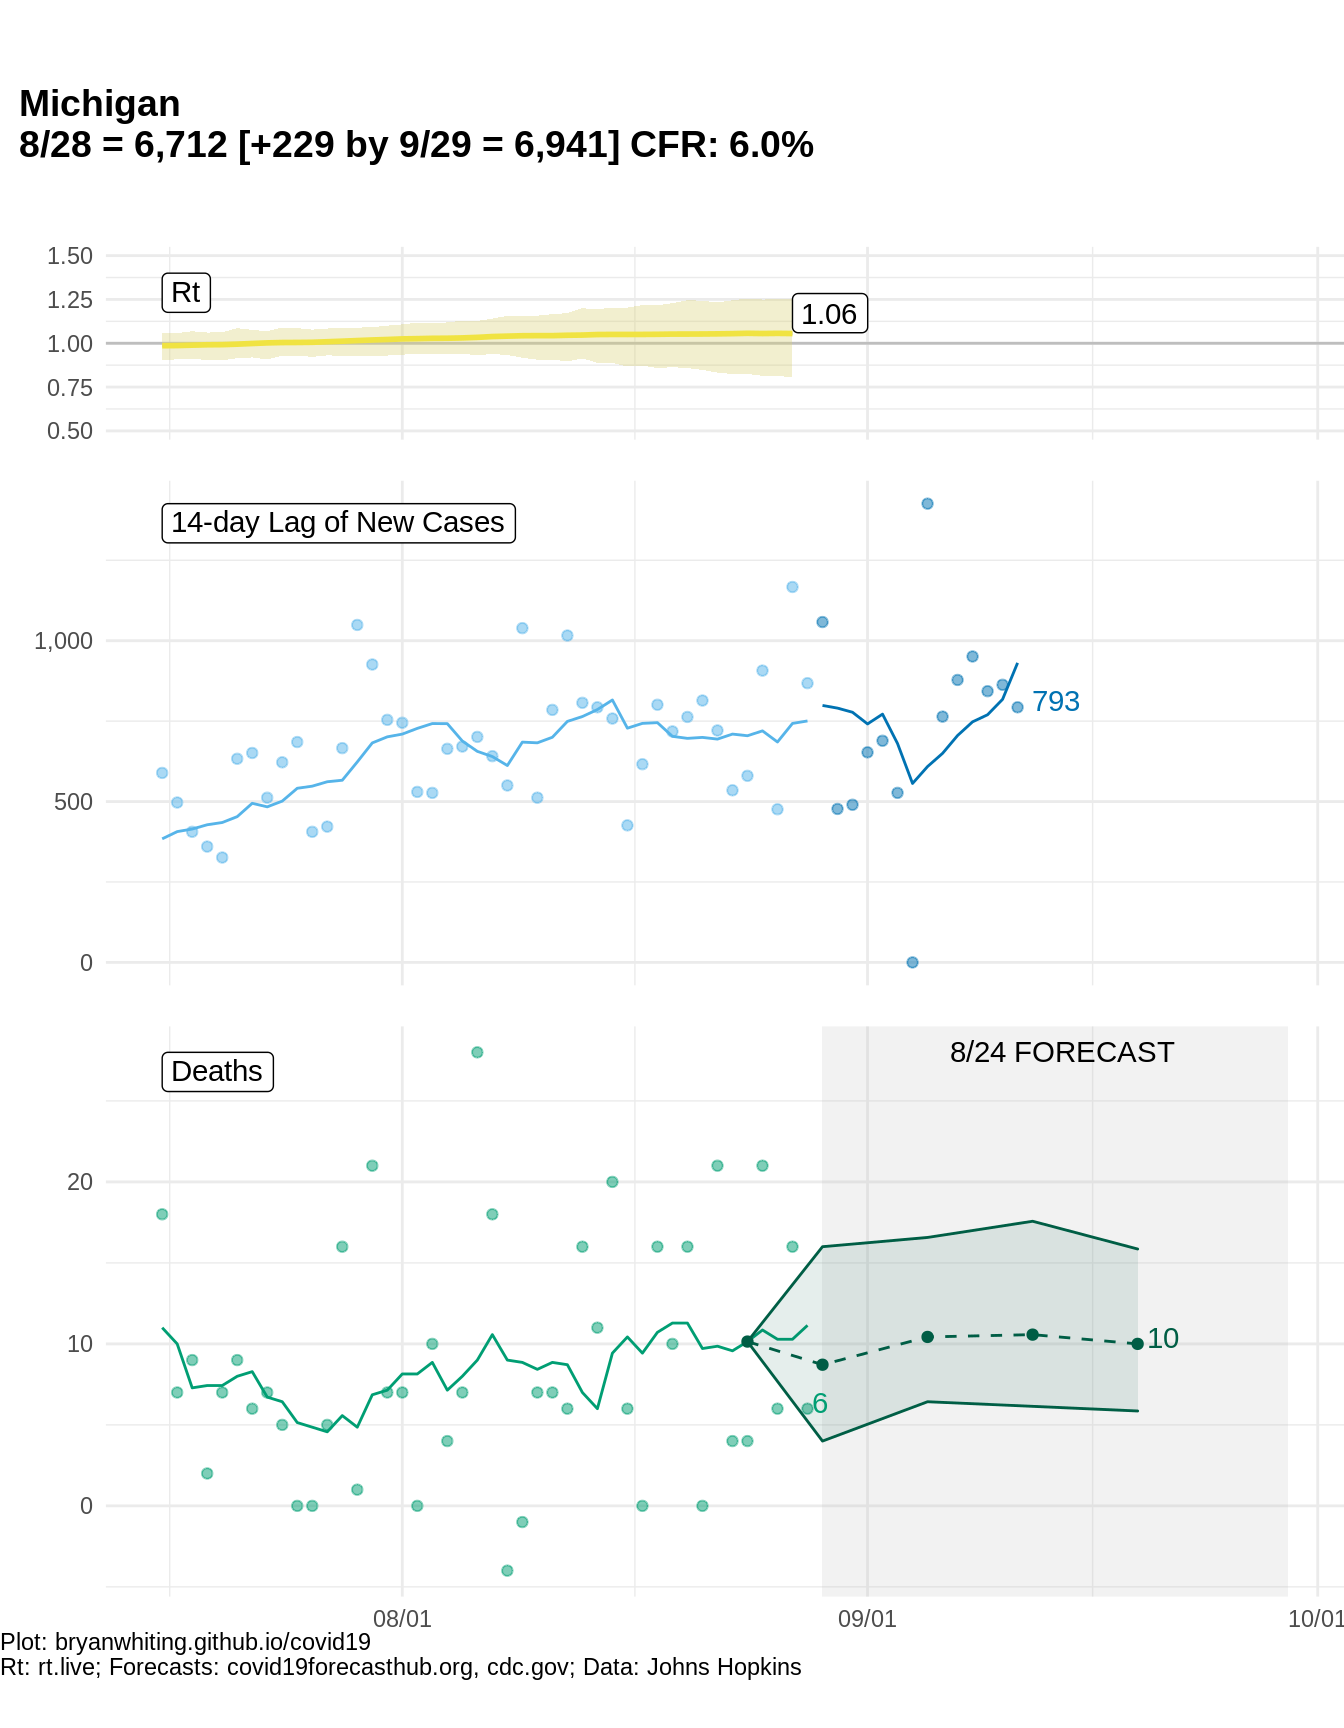 Michigan
8/28 = 6,712 [+229 by 9/29 = 6,941] CFR: 6.0%
1.50
1.25
1.00
0.75
0.50
Rt
1.06
14-day Lag of New Cases
1,000
500
0
793
Deaths
8/24 FORECAST
20
10
0
10
6
08/01
09/01
10/01
Plot: bryanwhiting.github.io/covid19
Rt: rt.live; Forecasts: covid19forecasthub.org, cdc.gov; Data: Johns Hopkins